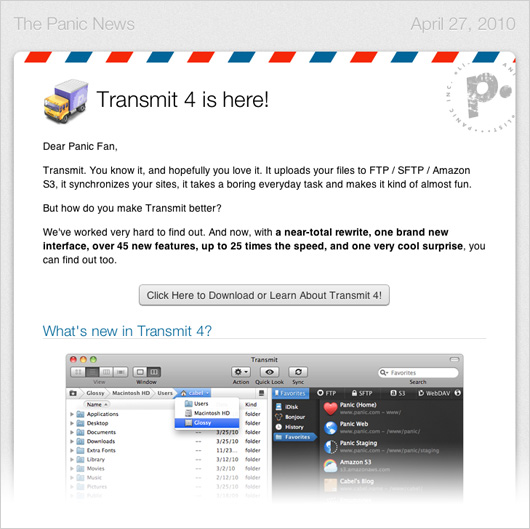 The Panic News April 27, 2010
Transmit 4 is here!
Dear Panic Fan,
Transmit. You know it, and hopefully you love it. It uploads your files to FTP / SFTP / Amazon
S3, it synchronizes your sites, it takes a boring everyday task and makes it kind of almost fun.
But how do you make Transmit better?
We've worked very hard to find out. And now, with a near-total rewrite, one brand new
interface, over 45 new features, up to 25 times the speed, and one very cool surprise, you
can find out too.
Click Here to Download or Learn About Transmit 4!
What's new in Transmit 4?
Transmit
Favorites
View Window Action Quick Look Sync Search
Glossy Macintosh HD Users cabel
Favorites FTP SFTP S3 WebDAV
Name Kind
Users
Macintosh HD
Glossy
Applications folder
Desktop folder
Documents -- 3/25/10 folder
Downloads -- 3/25/10 folder
Extra Fonts -- 11/23... folder
Library -- 3/2/10 folder
Movies -- 3/2/10 folder
Music -- 3/2/10 folder
Pictures folder
iDisk
Bonjour
History
Favorites
Panic (Home)
www.panic.com - www/
Panic Web
www.panic.com - /panic/
Panic Staging
www.panic.com - /panic/staging
Amazon S3
s3.amazonaws.com
Cabel's Blog